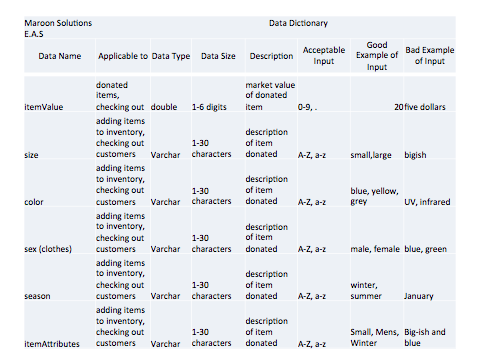 Maroon Solutions Data Dictionary
E.A.S
Data Name Applicable to Data Type Data Size Description Acceptable Input Good Example of Input Bad Example of Input
itemValue donated items, checking out double 1-6 digits market value of donated item 0-9, . 20 five dollars
size adding items to inventory, checking out customers Varchar 1-30 characters description of item donated A-Z, a-z small,large bigish
color adding items to inventory, checking out customers Varchar 1-30 characters description of item donated A-Z, a-z blue, yellow, grey UV, infrared
sex (clothes) adding items to inventory, checking out customers Varchar 1-30 characters description of item donated A-Z, a-z male, female blue, green
season adding items to inventory, checking out customers Varchar 1-30 characters description of item donated A-Z, a-z winter, summer January
itemAttributes adding items to inventory, checking out customers Varchar 1-30 characters description of item donated A-Z, a-z Small, Mens, Winter Big-ish and blue